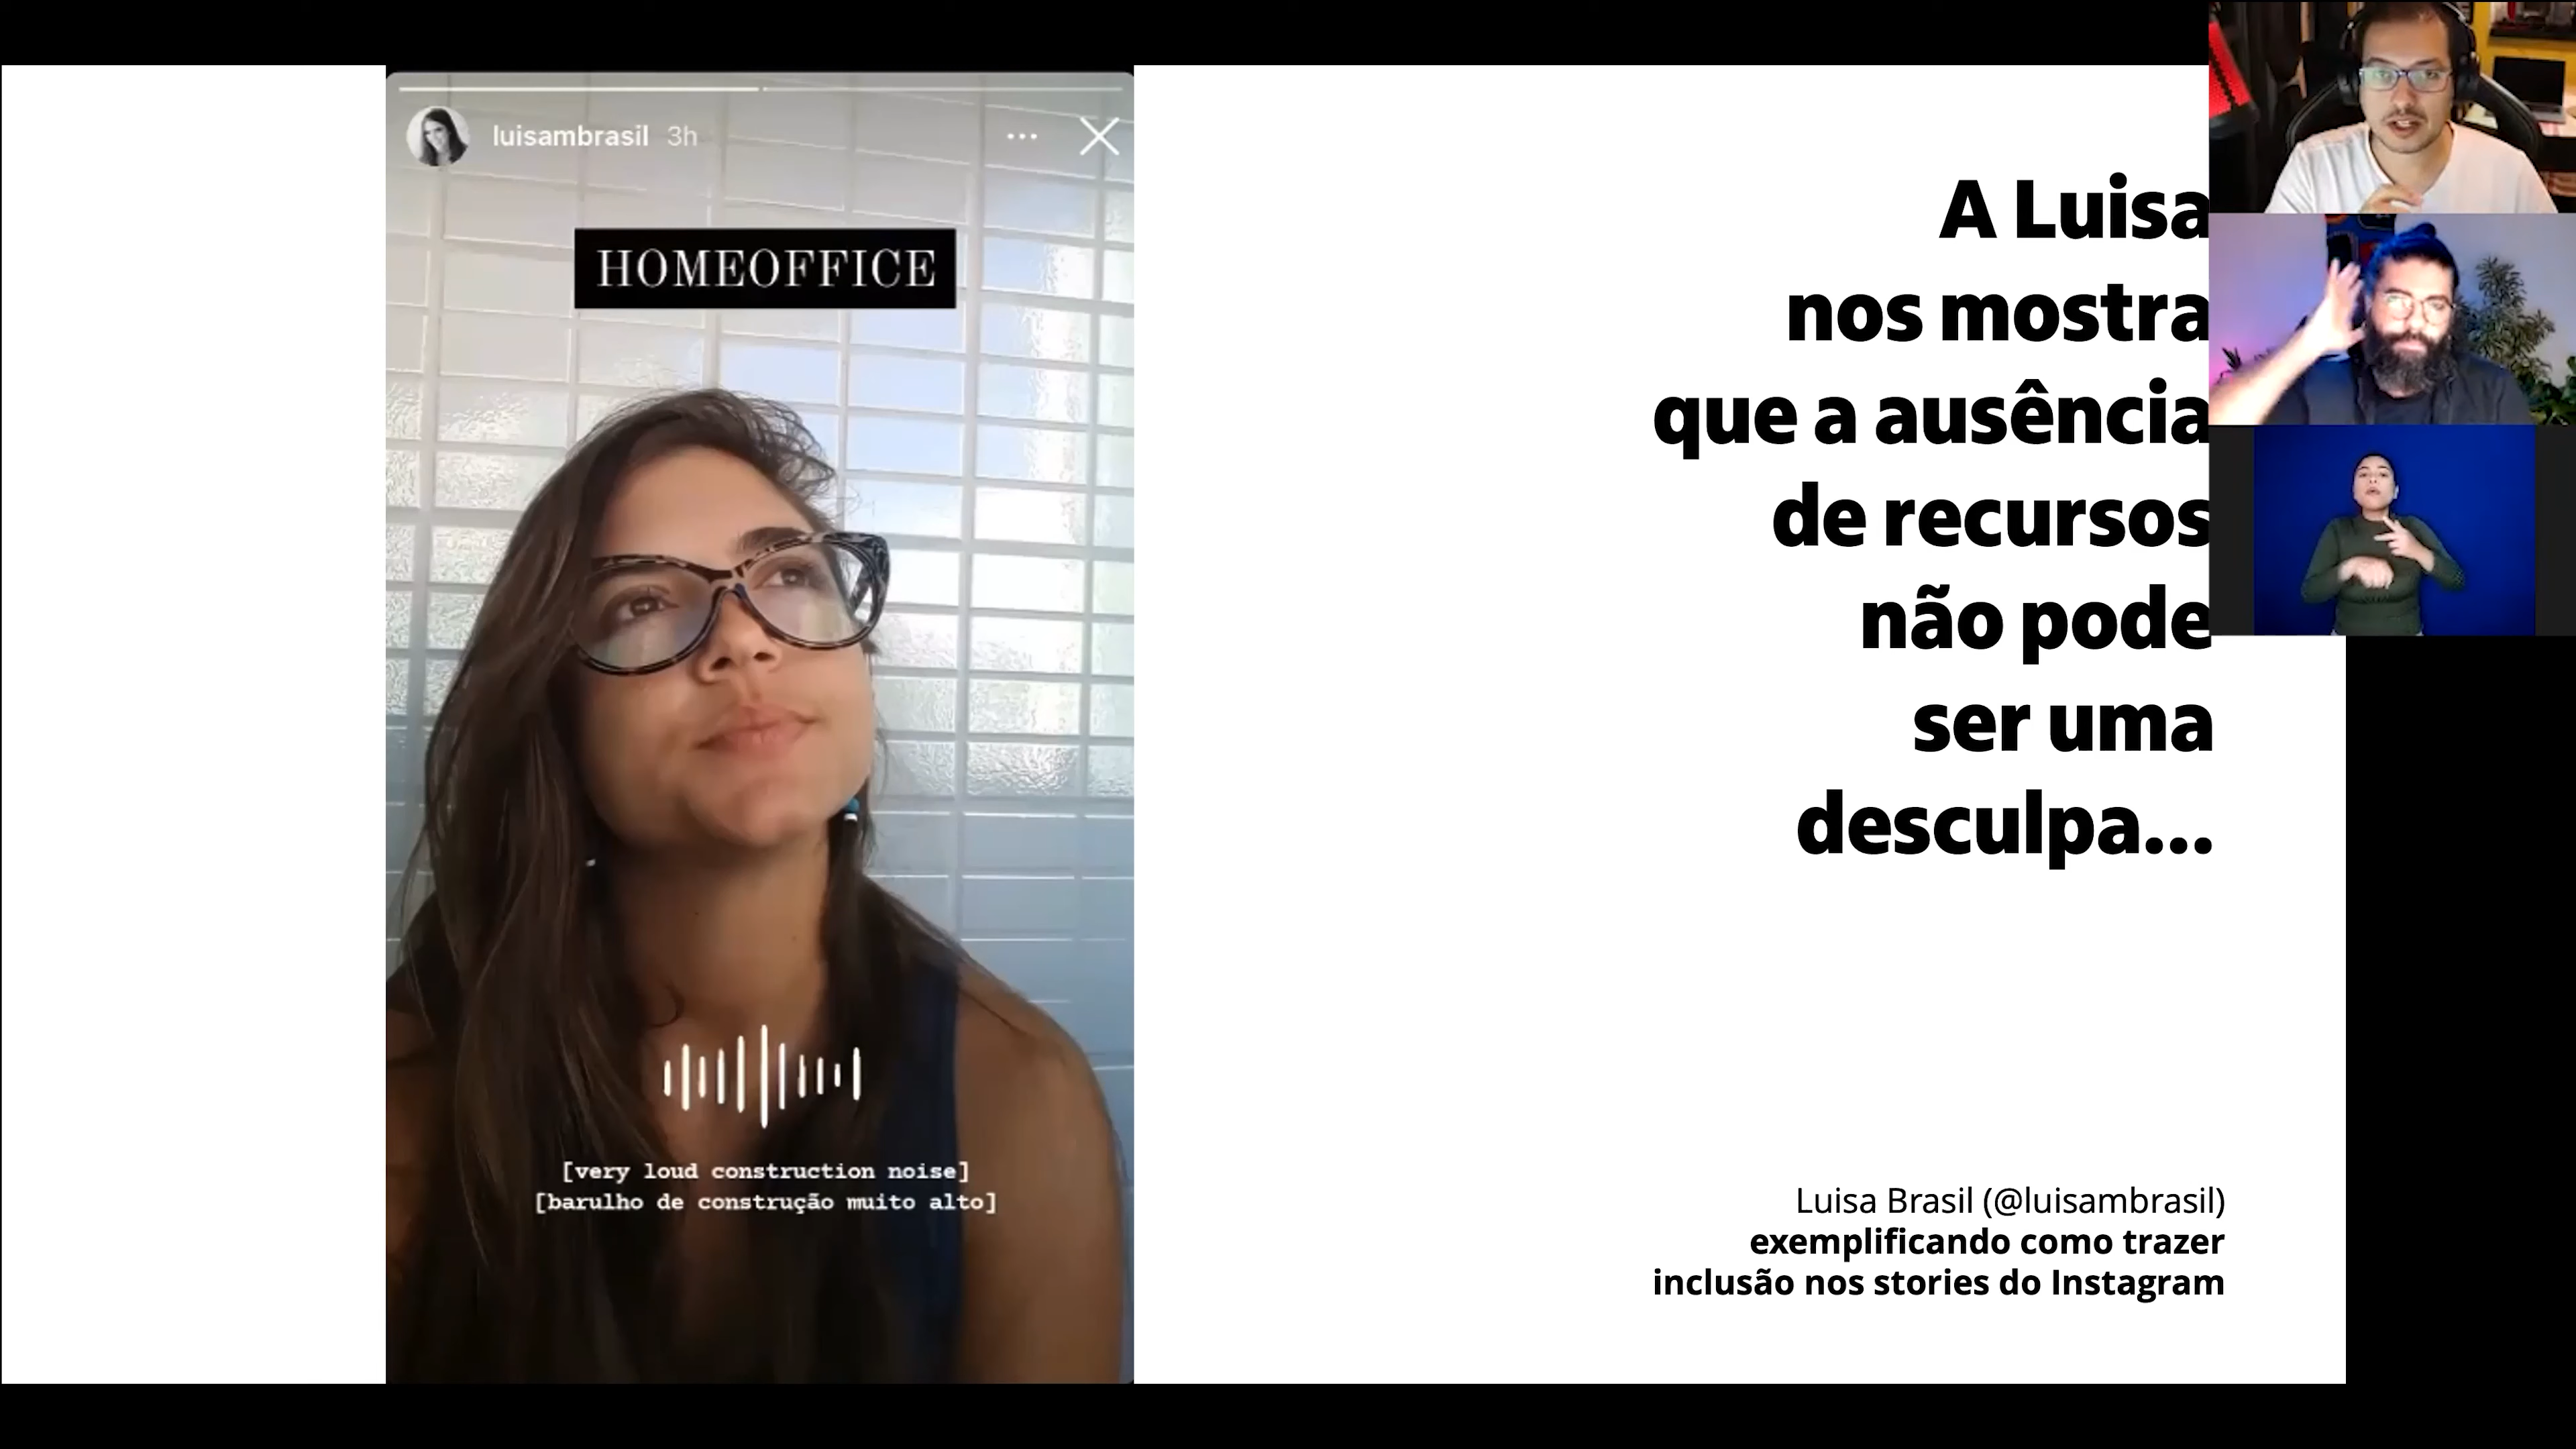 luisambrasil 3h
HOMEOFFICE
[very loud construction noise]
[barulho de construção muito alto]
A Luisa
nos mostra
que a ausência
de recursos
não pode
ser uma
desculpa...
Luisa Brasil (@luisambrasil)
exemplificando como trazer
inclusão nos stories do Instagram